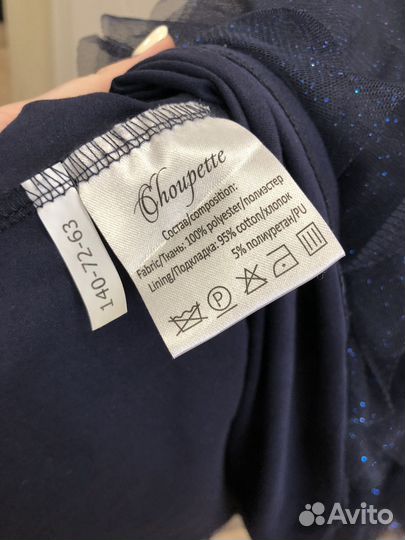 Choupette
Состав/composition:
Fabric/Ткань: 100% polyester/полиэстер
Lining/Подкладка: 95% cotton/хлопок
5% полиуретан/PU
P
140-72-63
Avito